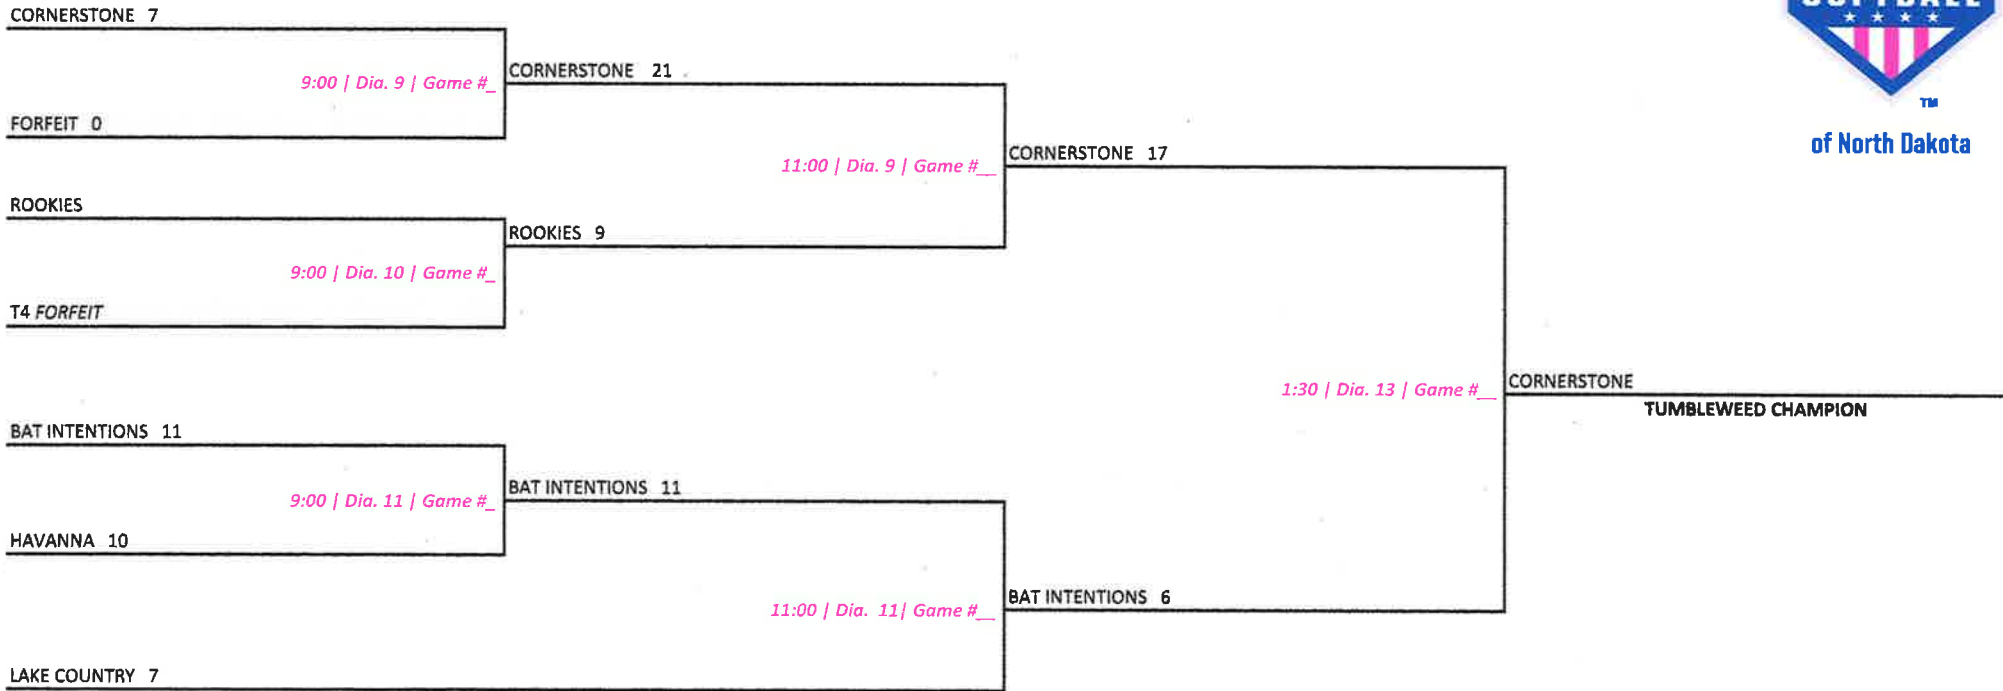 CORNERSTONE 7
9:00 | Dia. 9 | Game #_
FORFEIT 0
CORNERSTONE 21
ROOKIES
9:00 | Dia. 10 | Game #_
T4 FORFEIT
ROOKIES 9
11:00 | Dia. 9 | Game #__
CORNERSTONE 17
BAT INTENTIONS 11
9:00 | Dia. 11 | Game #_
HAVANNA 10
BAT INTENTIONS 11
11:00 | Dia. 11| Game #__
LAKE COUNTRY 7
BAT INTENTIONS 6
1:30 | Dia. 13 | Game #__
CORNERSTONE
TUMBLEWEED CHAMPION
SOFTBALL
TM
of North Dakota